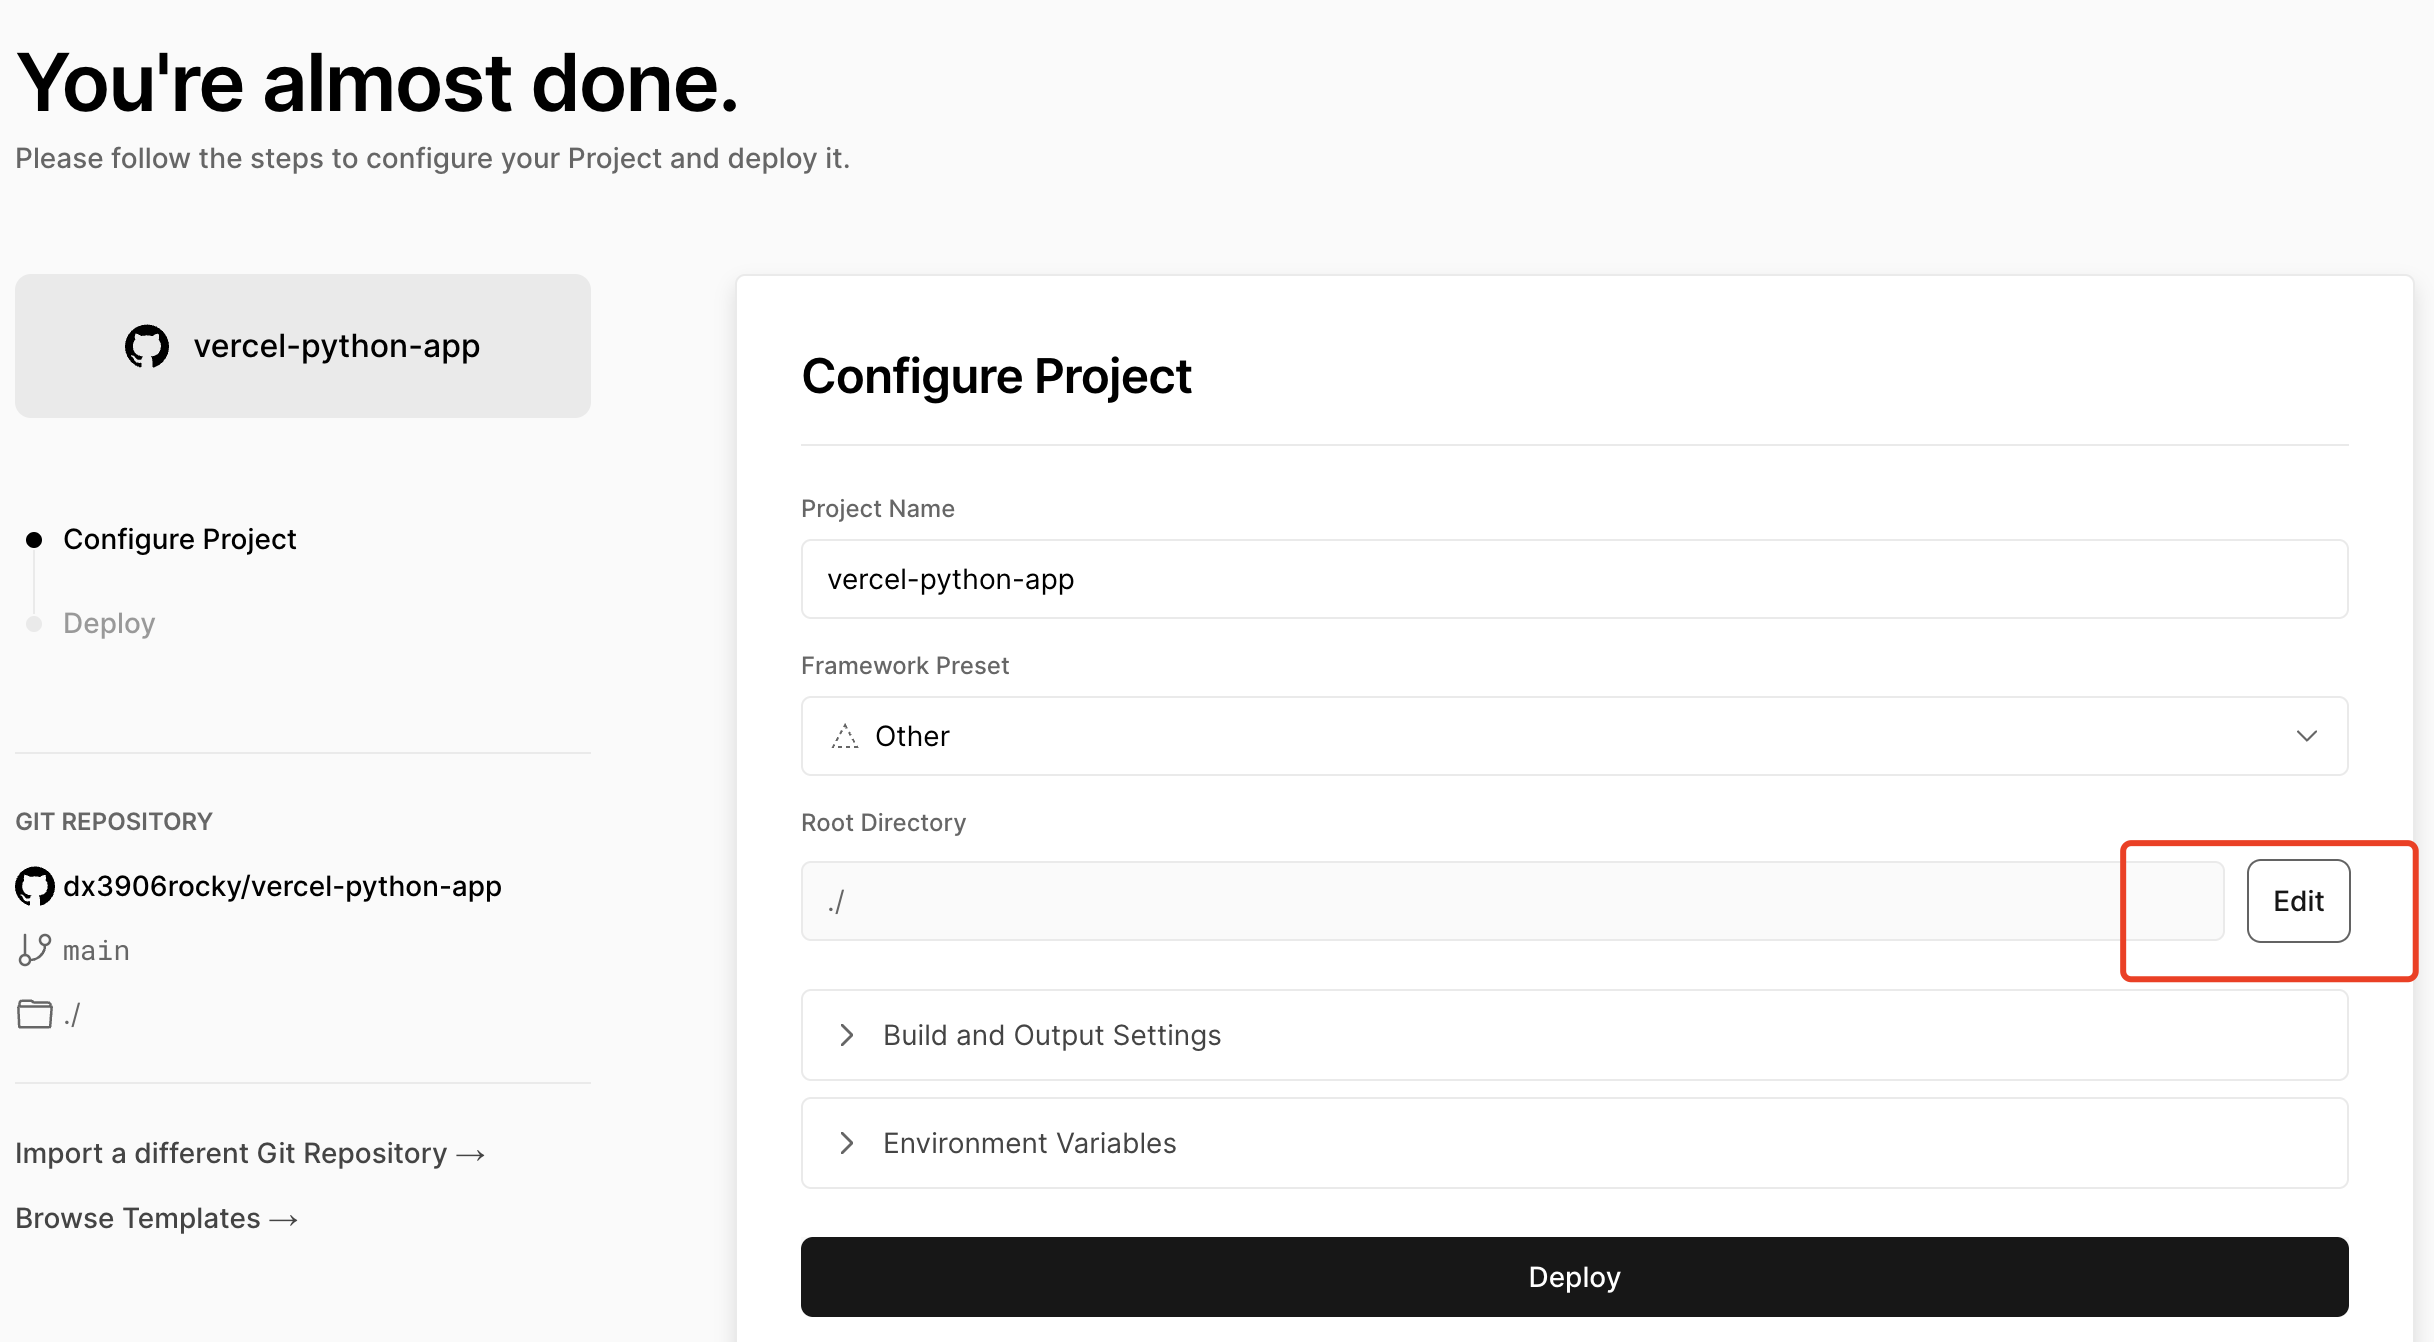 You're almost done.
Please follow the steps to configure your Project and deploy it.
vercel-python-app
Configure Project
Deploy
GIT REPOSITORY
dx3906rocky/vercel-python-app
main
./
Import a different Git Repository →
Browse Templates →
Configure Project
Project Name
vercel-python-app
Framework Preset
Other
Root Directory
./
Edit
Build and Output Settings
Environment Variables
Deploy